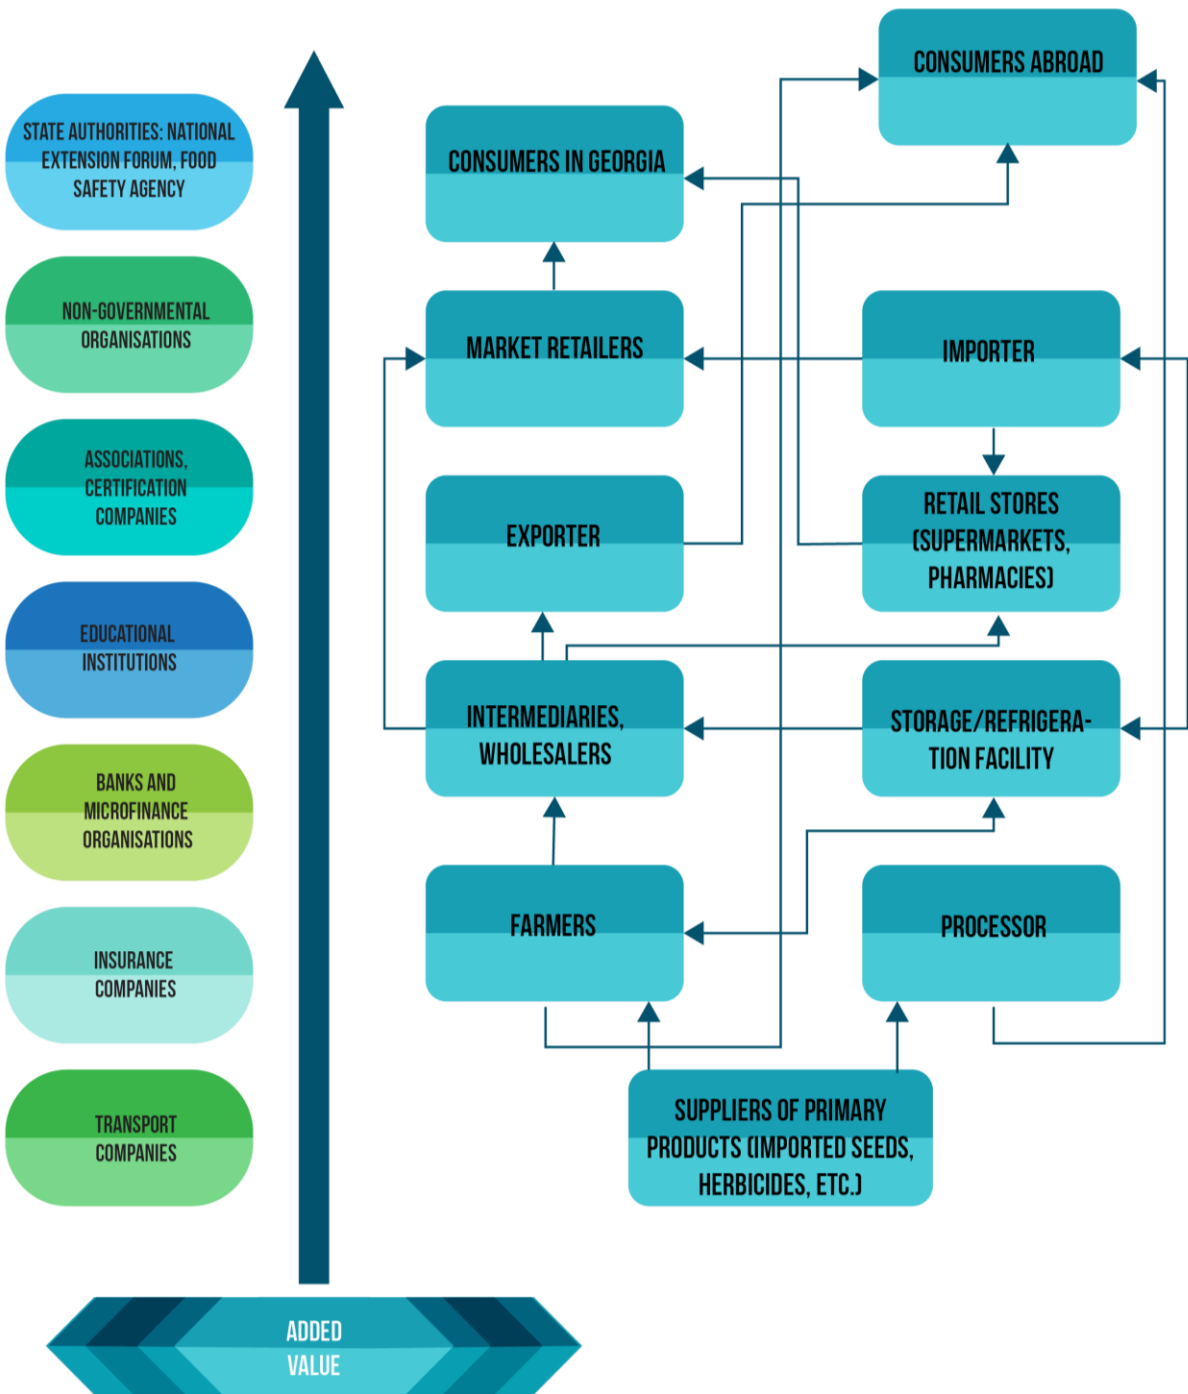 STATE AUTHORITIES: NATIONAL
EXTENSION FORUM, FOOD
SAFETY AGENCY
NON-GOVERNMENTAL
ORGANISATIONS
ASSOCIATIONS,
CERTIFICATION
COMPANIES
EDUCATIONAL
INSTITUTIONS
BANKS AND
MICROFINANCE
ORGANISATIONS
INSURANCE
COMPANIES
TRANSPORT
COMPANIES
CONSUMERS ABROAD
CONSUMERS IN GEORGIA
MARKET RETAILERS
IMPORTER
EXPORTER
RETAIL STORES
(SUPERMARKETS,
PHARMACIES)
INTERMEDIARIES,
WHOLESALERS
STORAGE/REFRIGERA-
TION FACILITY
FARMERS
PROCESSOR
SUPPLIERS OF PRIMARY
PRODUCTS (IMPORTED SEEDS,
HERBICIDES, ETC.)
ADDED
VALUE